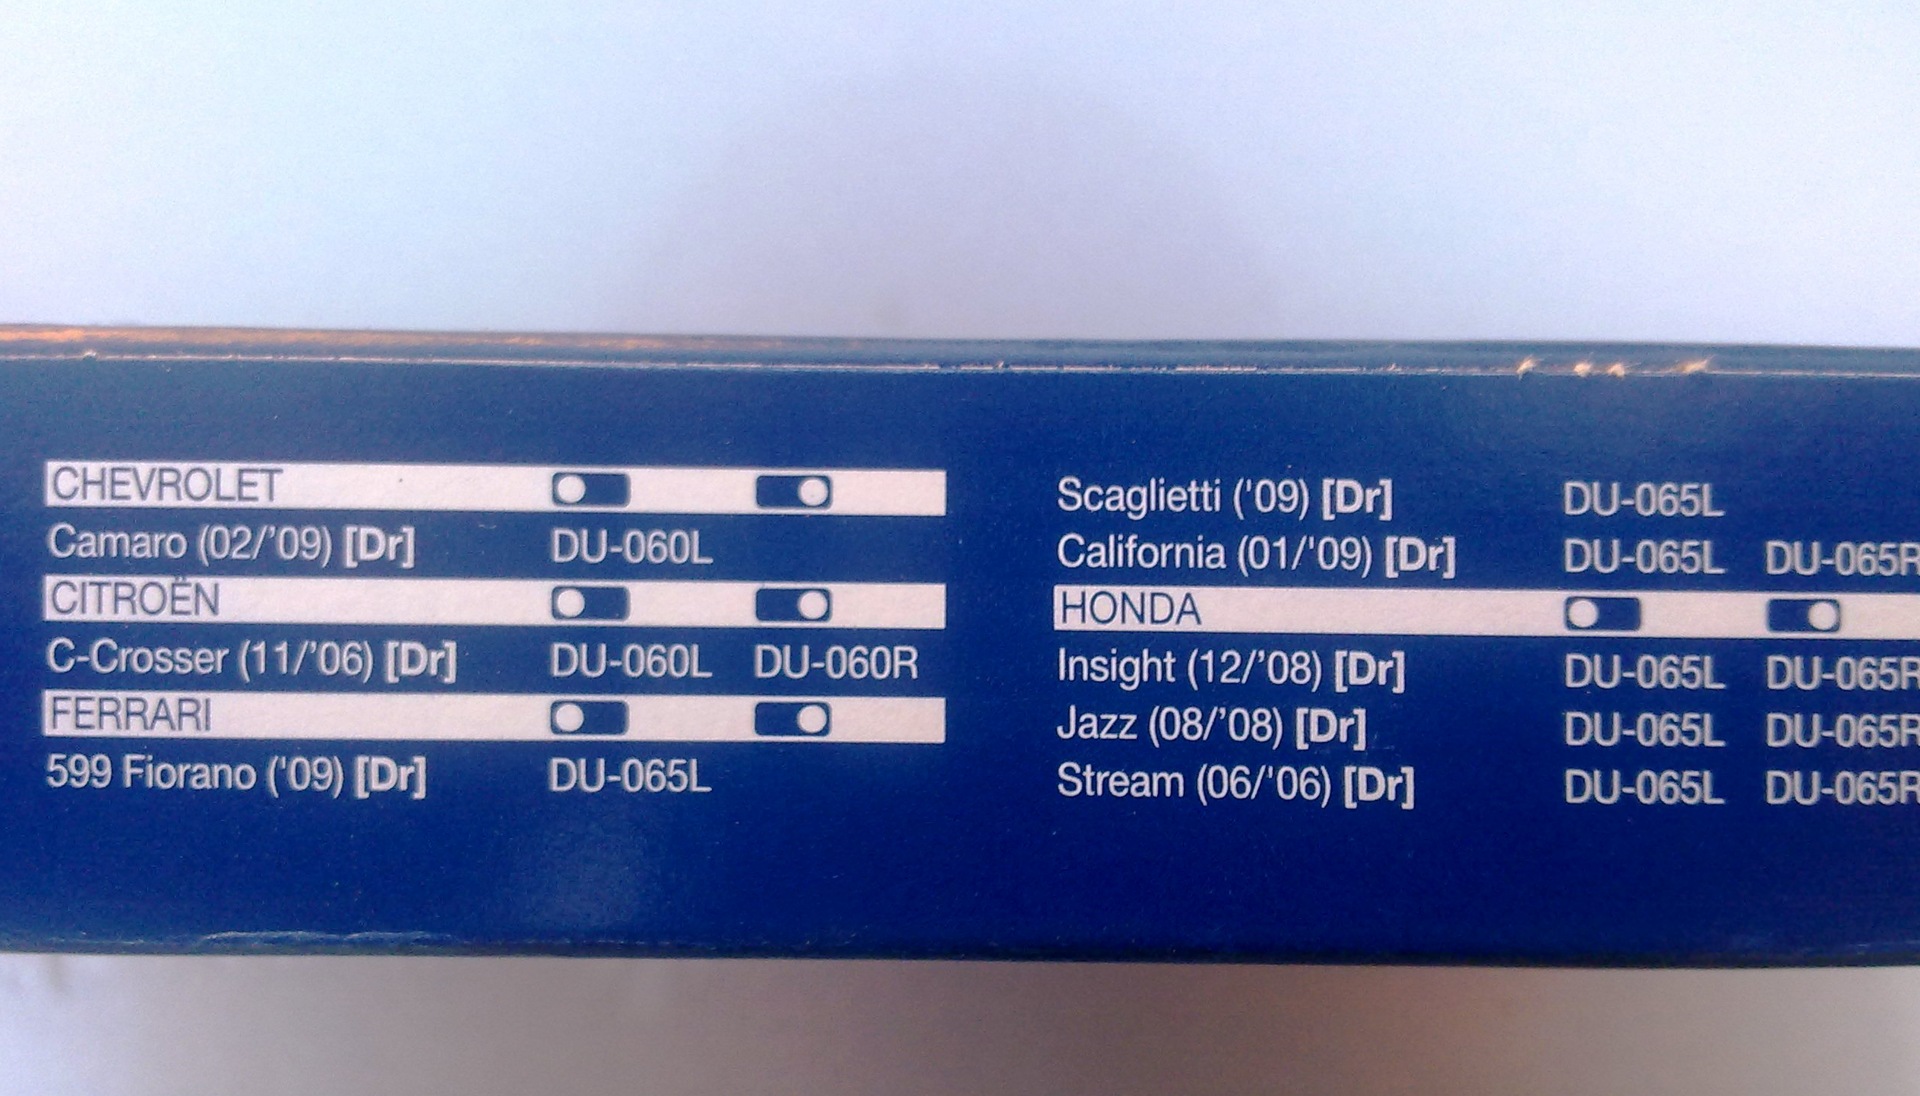 CHEVROLET
Camaro (02/’09) [Dr] DU-060L
CITROËN
C-Crosser (11/’06) [Dr] DU-060L DU-060R
FERRARI
599 Fiorano ('09) [Dr] DU-065L
Scaglietti ('09) [Dr] DU-065L
California (01/'09) [Dr] DU-065L DU-065R
HONDA
Insight (12/’08) [Dr] DU-065L DU-065R
Jazz (08/’08) [Dr] DU-065L DU-065R
Stream (06/'06) [Dr] DU-065L DU-065R